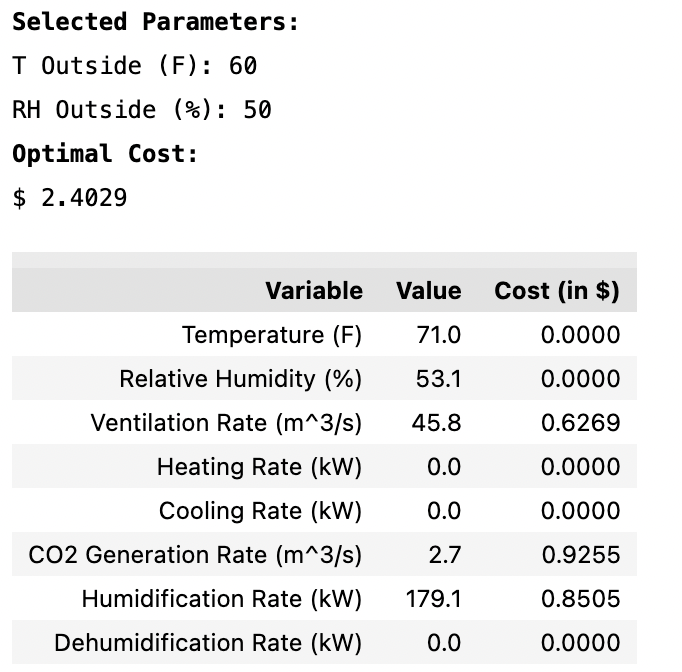 Selected Parameters:
T Outside (F): 60
RH Outside (%): 50
Optimal Cost:
$ 2.4029
Variable Value Cost (in $)
Temperature (F) 71.0 0.0000
Relative Humidity (%) 53.1 0.0000
Ventilation Rate (m^3/s) 45.8 0.6269
Heating Rate (kW) 0.0 0.0000
Cooling Rate (kW) 0.0 0.0000
CO2 Generation Rate (m^3/s) 2.7 0.9255
Humidification Rate (kW) 179.1 0.8505
Dehumidification Rate (kW) 0.0 0.0000